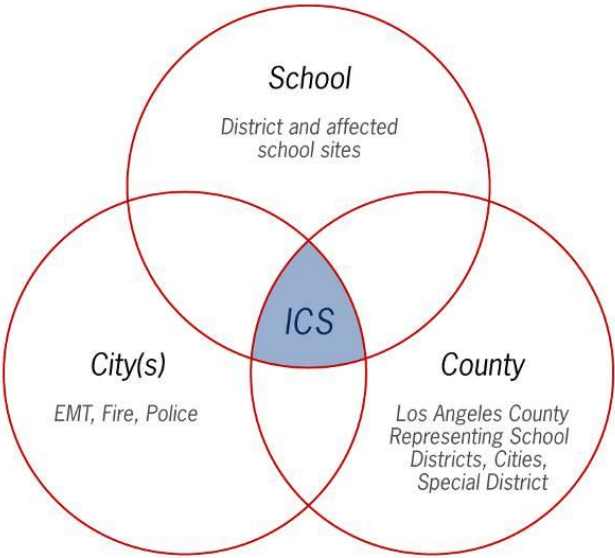 School
District and affected
school sites
ICS
City(s)
EMT, Fire, Police
County
Los Angeles County
Representing School
Districts, Cities,
Special District